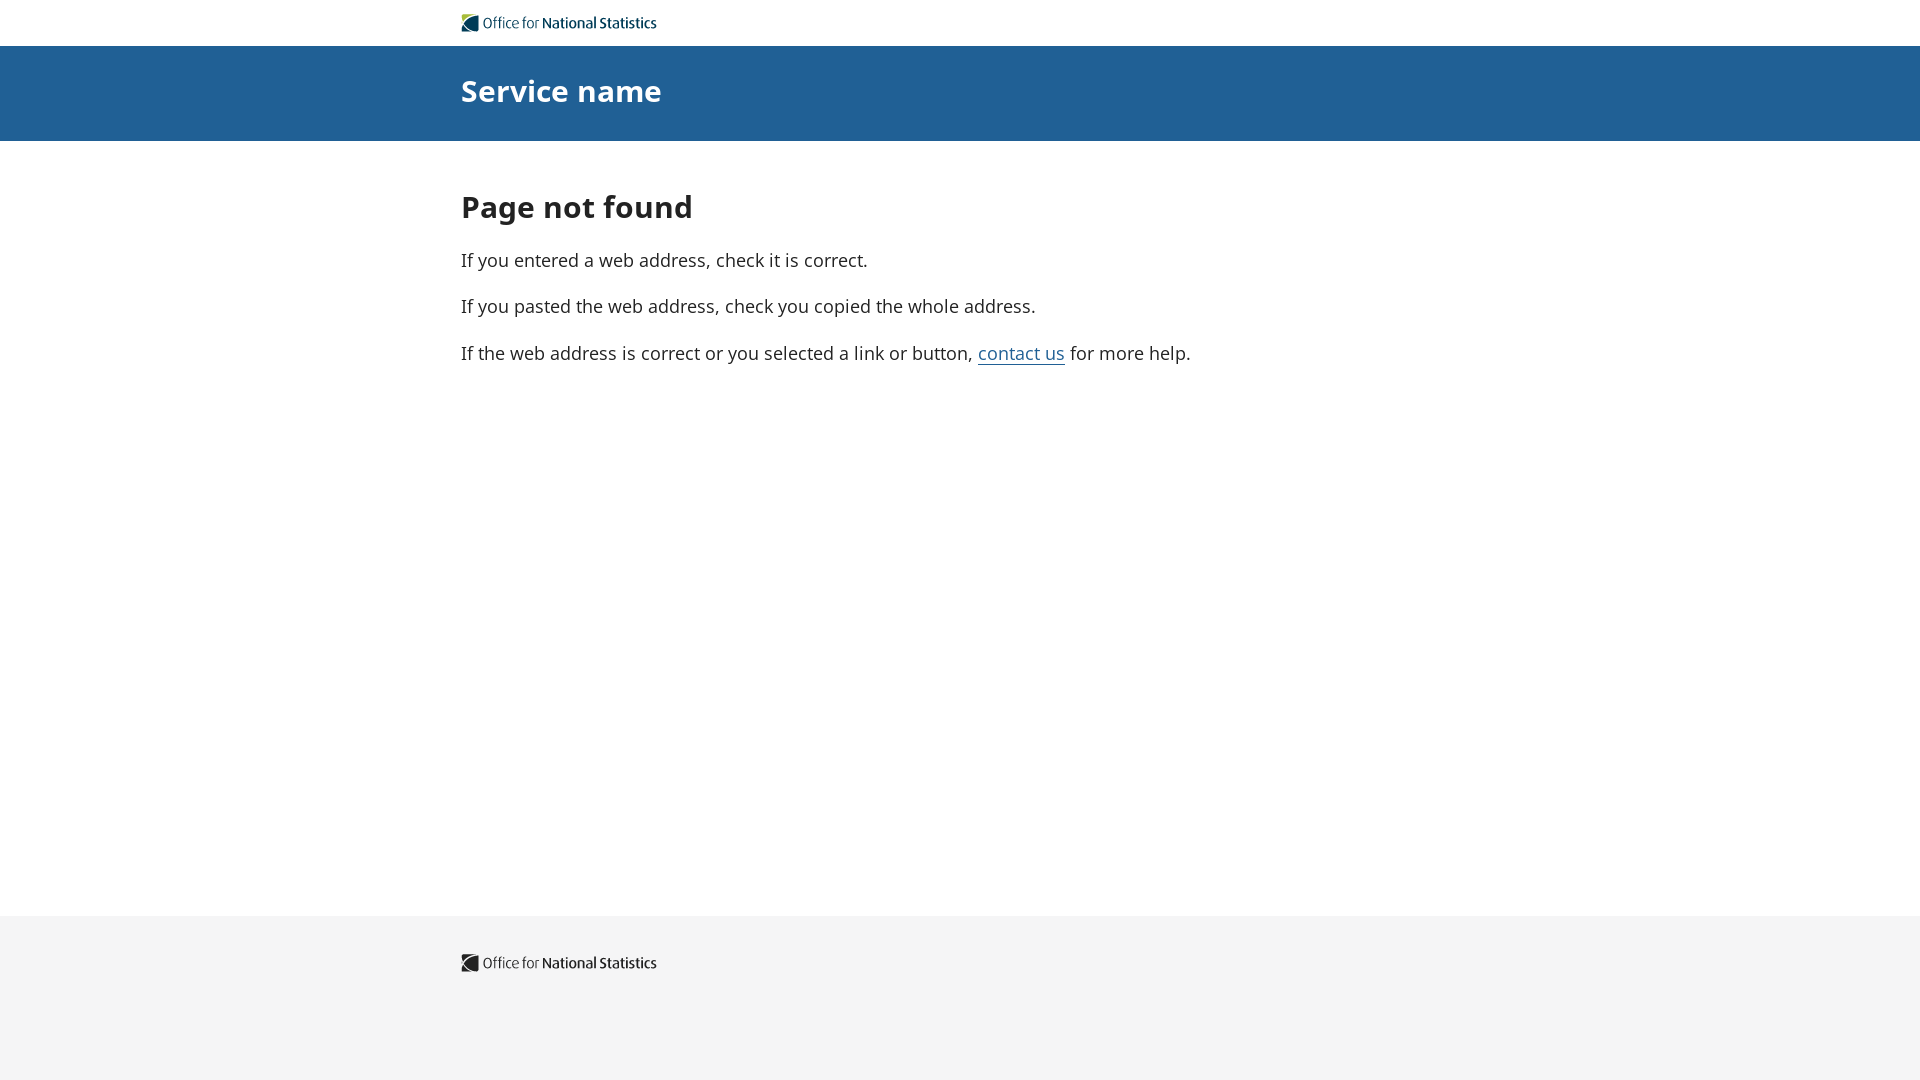 Office for National Statistics
Service name
Page not found
If you entered a web address, check it is correct.
If you pasted the web address, check you copied the whole address.
If the web address is correct or you selected a link or button, contact us for more help.
Office for National Statistics